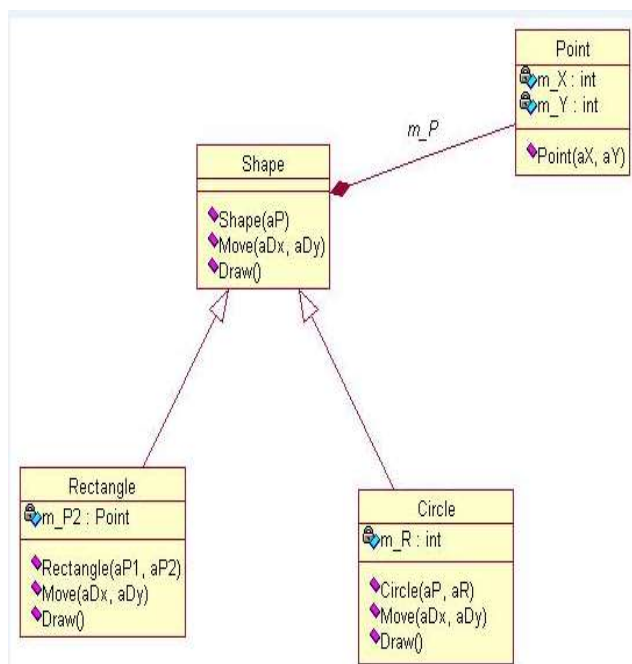 Point
m_X : int
m_Y : int
Point(aX, aY)
m_P
Shape
Shape(aP)
Move(aDx, aDy)
Draw()
Rectangle
m_P2 : Point
Rectangle(aP1, aP2)
Move(aDx, aDy)
Draw()
Circle
m_R : int
Circle(aP, aR)
Move(aDx, aDy)
Draw()